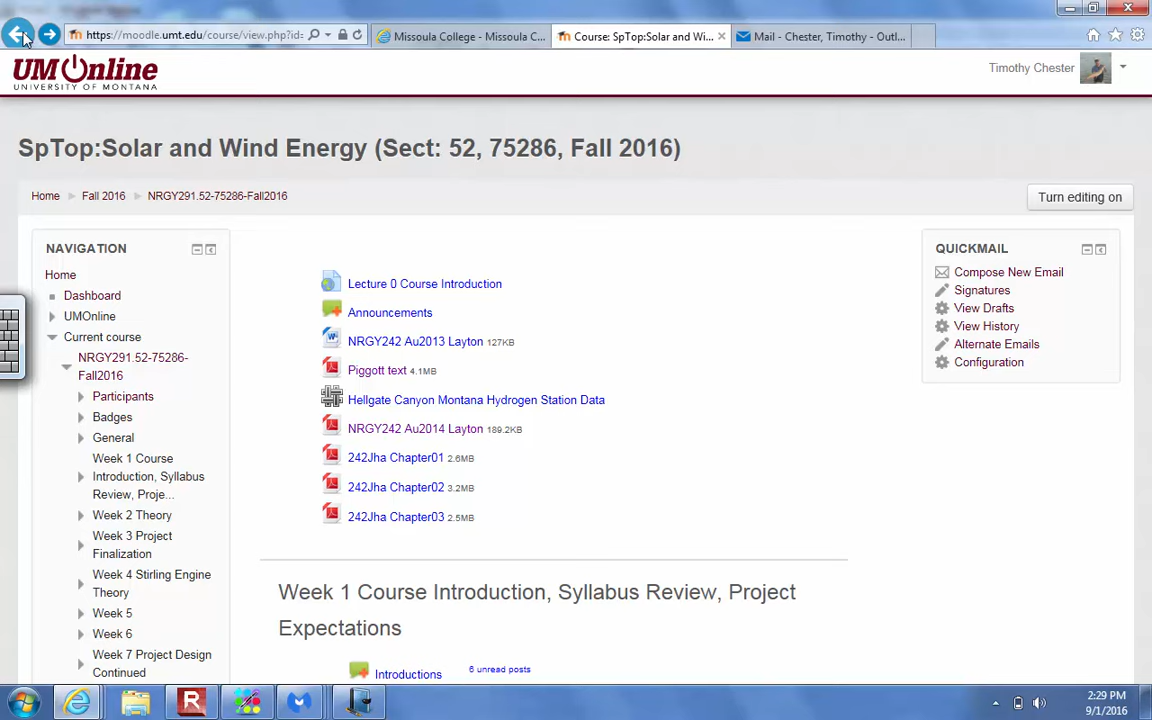 https://moodle.umt.edu/course/view.php?id=
Missoula College - Missoula C...
Course: SpTop:Solar and Wi...
Mail - Chester, Timothy - Outl...
UMOnline
UNIVERSITY OF MONTANA
Timothy Chester
SpTop:Solar and Wind Energy (Sect: 52, 75286, Fall 2016)
Home
Fall 2016
NRGY291.52-75286-Fall2016
Turn editing on
NAVIGATION
Home
Dashboard
UMOnline
Current course
NRGY291.52-75286-
Fall2016
Participants
Badges
General
Week 1 Course
Introduction, Syllabus
Review, Proje...
Week 2 Theory
Week 3 Project
Finalization
Week 4 Stirling Engine
Theory
Week 5
Week 6
Week 7 Project Design
Continued
Lecture 0 Course Introduction
Announcements
NRGY242 Au2013 Layton 127KB
Piggott text 4.1MB
Hellgate Canyon Montana Hydrogen Station Data
NRGY242 Au2014 Layton 189.2KB
242Jha Chapter01 2.6MB
242Jha Chapter02 3.2MB
242Jha Chapter03 2.5MB
Week 1 Course Introduction, Syllabus Review, Project
Expectations
Introductions 6 unread posts
QUICKMAIL
Compose New Email
Signatures
View Drafts
View History
Alternate Emails
Configuration
2:29 PM
9/1/2016